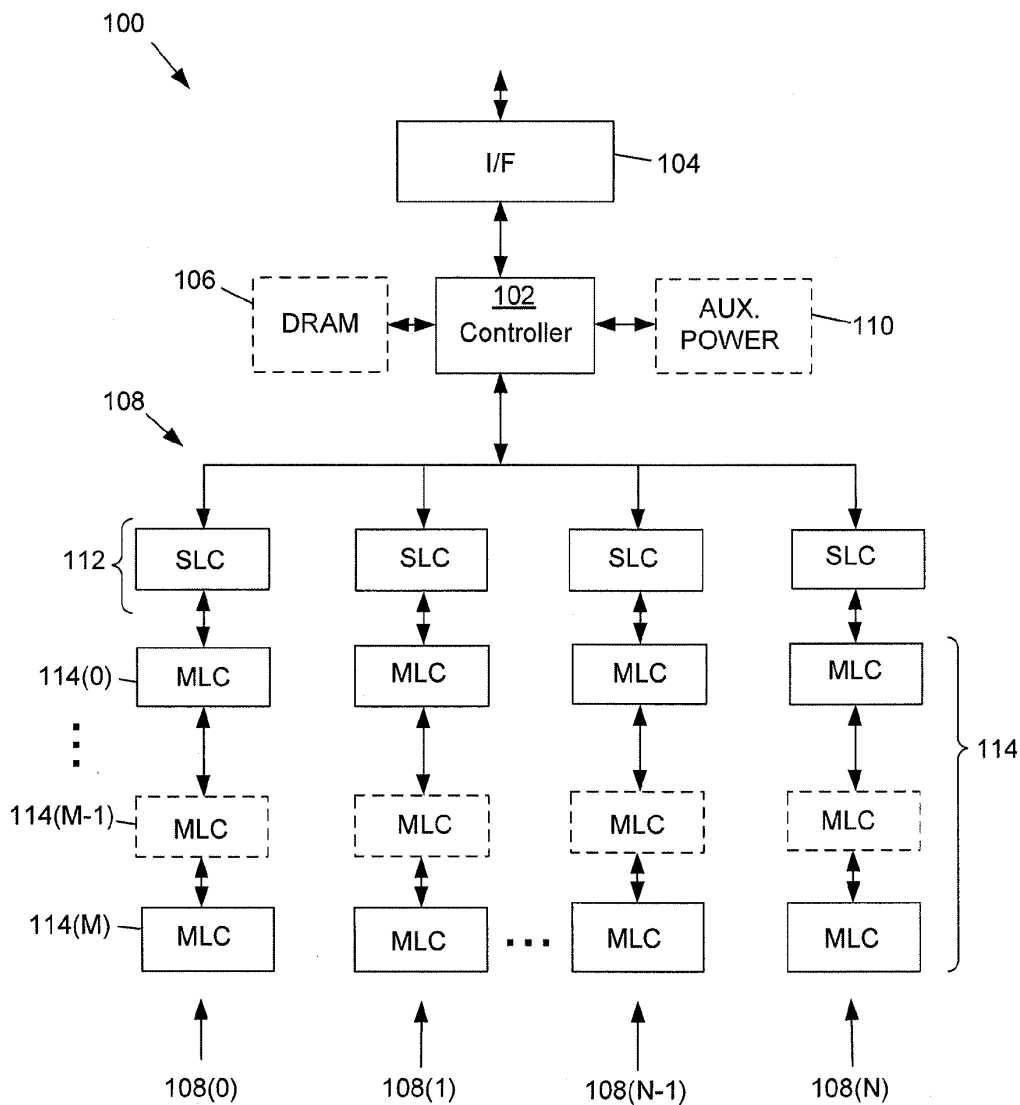 100
I/F
104
106
DRAM
102
Controller
AUX.
POWER
110
108
112
SLC
SLC
SLC
SLC
114(0)
MLC
MLC
MLC
MLC
114
114(M-1)
MLC
MLC
MLC
MLC
114(M)
MLC
MLC
MLC
MLC
108(0)
108(1)
108(N-1)
108(N)